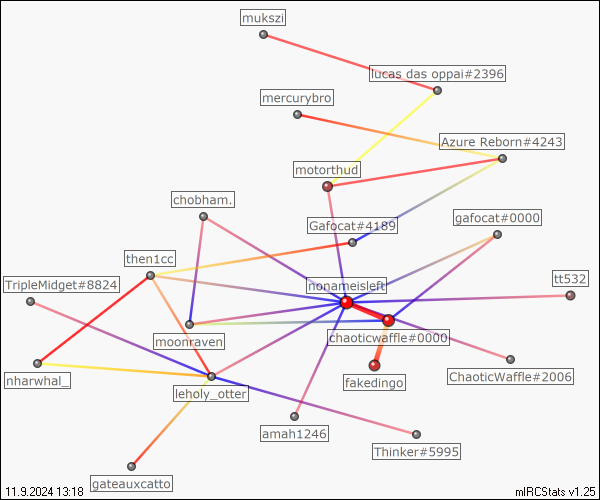 mukszi
lucas das oppai#2396
mercurybro
Azure Reborn#4243
motorthud
chobham.
gafocat#0000
Gafocat#4189
then1cc
TripleMidget#8824
nonameisleft
tt532
moonraven
chaoticwaffle#0000
nharwhal_
fakedingo
ChaoticWaffle#2006
leholy_otter
amah1246
Thinker#5995
gateauxcatto
11.9.2024 13:18
mIRCStats v1.25